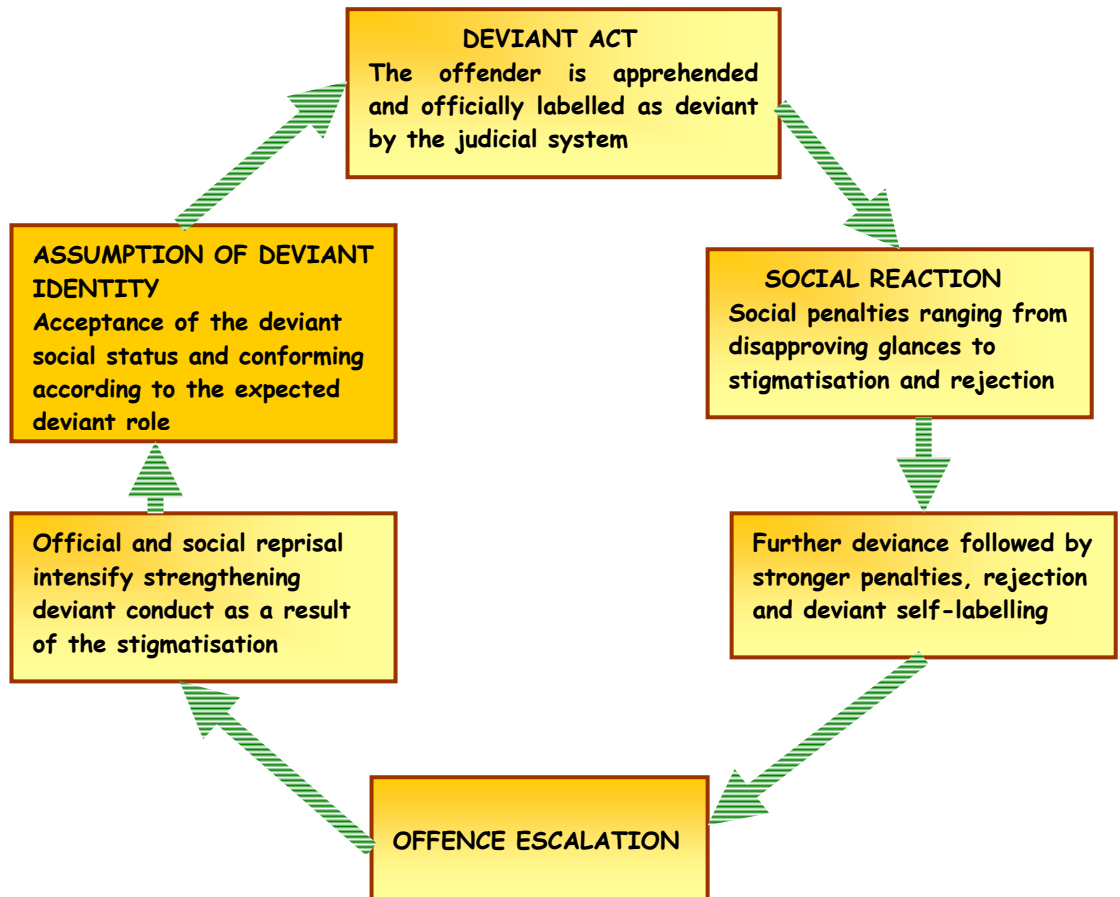 DEVIANT ACT
The offender is apprehended
and officially labelled as deviant
by the judicial system
SOCIAL REACTION
Social penalties ranging from
disapproving glances to
stigmatisation and rejection
Further deviance followed by
stronger penalties, rejection
and deviant self-labelling
OFFENCE ESCALATION
Official and social reprisal
intensify strengthening
deviant conduct as a result
of the stigmatisation
ASSUMPTION OF DEVIANT
IDENTITY
Acceptance of the deviant
social status and conforming
according to the expected
deviant role